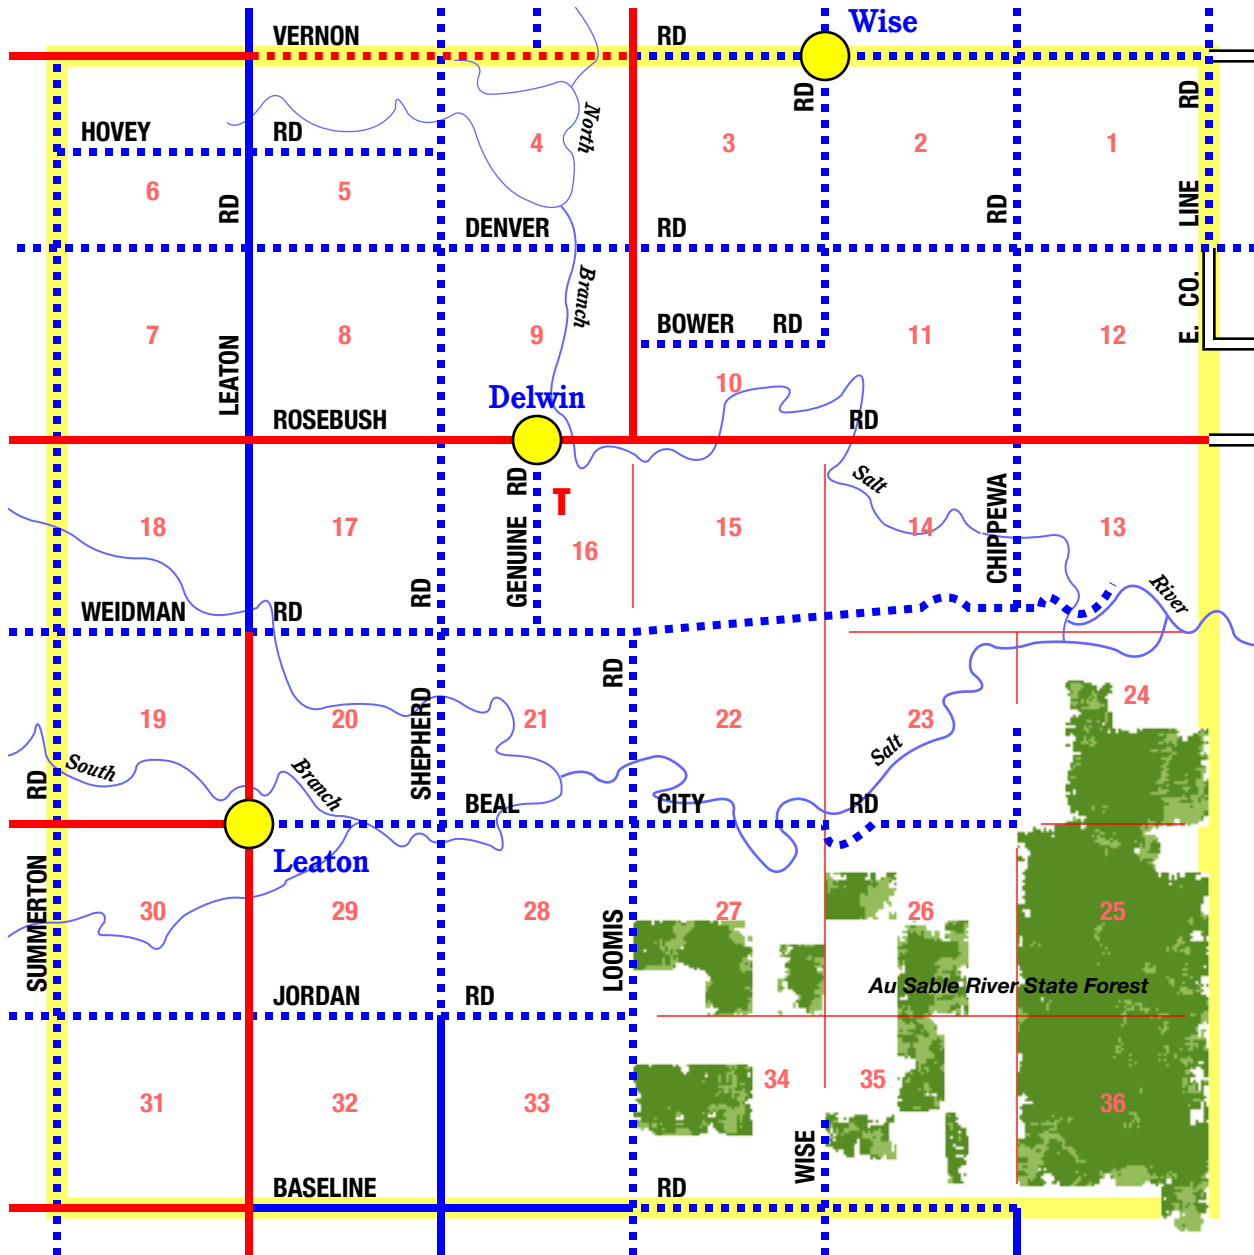 Wise
VERNON RD
RD
RD
HOVEY RD
North
4
3
2
1
6
5
RD
RD
LINE
DENVER RD
Branch
CO.
E.
7
8
9
BOWER RD
11
12
10
LEATON
Delwin
ROSEBUSH RD
RD
T
Salt
CHIPPEWA
18
17
GENUINE
16
15
14
13
RD
WEIDMAN RD
River
RD
24
19
20
SHEPHERD
21
22
23
Salt
South
Branch
RD
BEAL CITY RD
Leaton
SUMMERTON
30
29
28
LOOMIS
27
26
25
Au Sable River State Forest
JORDAN RD
31
32
33
34
35
36
WISE
BASELINE RD